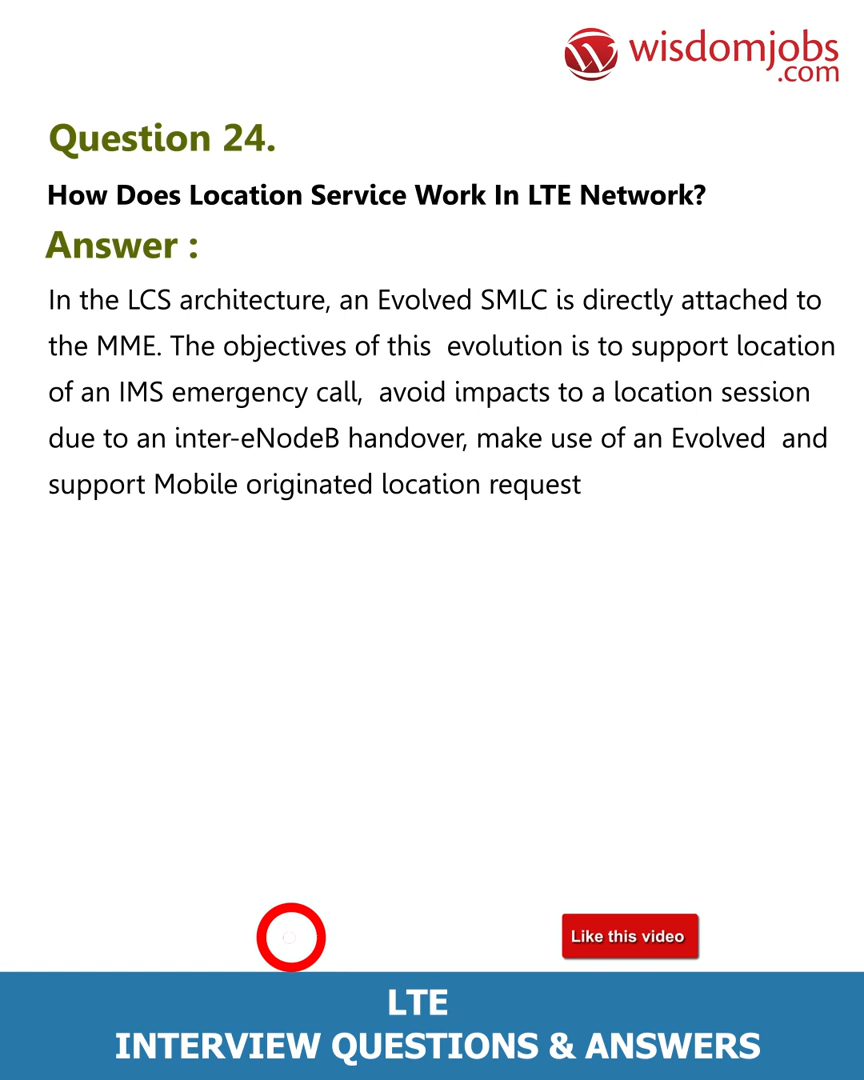 wisdomjobs
.com
Question 24.
How Does Location Service Work In LTE Network?
Answer :
In the LCS architecture, an Evolved SMLC is directly attached to
the MME. The objectives of this  evolution is to support location
of an IMS emergency call,  avoid impacts to a location session
due to an inter-eNodeB handover, make use of an Evolved  and
support Mobile originated location request
Like this video
LTE
INTERVIEW QUESTIONS & ANSWERS